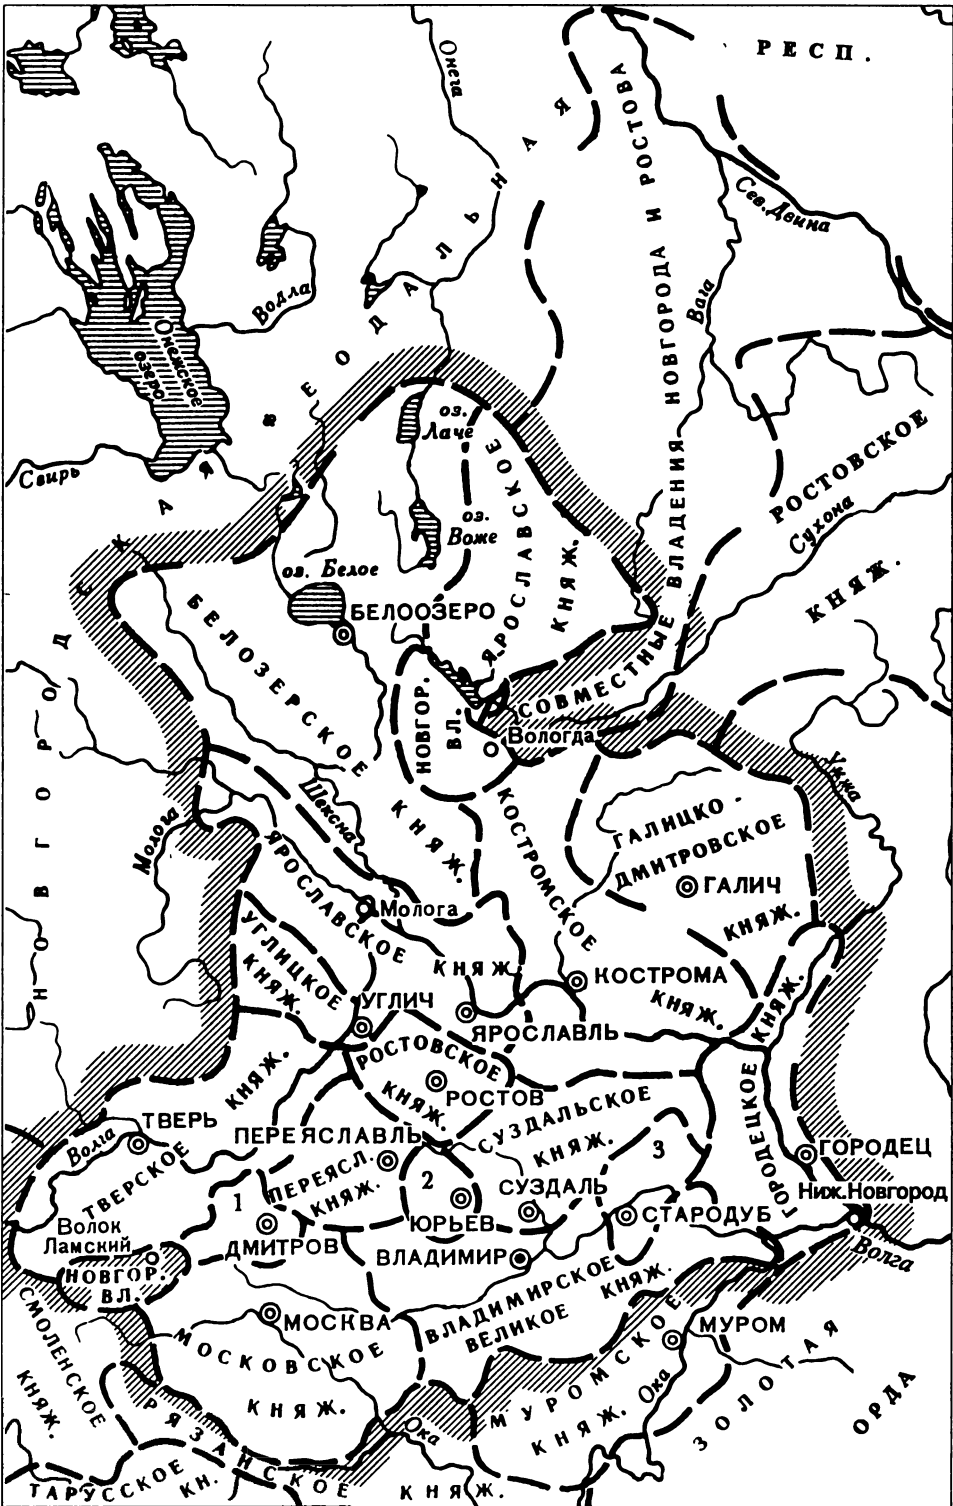 РЕСП.
Онега
НОВГОРОДСКАЯ ФЕОДАЛЬНАЯ
СОВМЕСТНЫЕ ВЛАДЕНИЯ НОВГОРОДА И РОСТОВА
Сев. Двина
Вага
Водла
Онежское
озеро
Свирь
оз.
Лаче
оз.
Воже
ЯРОСЛАВСКОЕ
КНЯЖ.
РОСТОВСКОЕ
Сухона
КНЯЖ.
оз. Белое
БЕЛООЗЕРО
БЕЛОЗЕРСКОЕ
КНЯЖ.
НОВГОР.
ВЛ.
Вологда
Унжа
Шексна
Молога
КОСТРОМСКОЕ
КНЯЖ.
ГАЛИЦКО-
ДМИТРОВСКОЕ
ГАЛИЧ
КНЯЖ.
ЯРОСЛАВСКОЕ
КНЯЖ.
Молога
УГЛИЦКОЕ
КНЯЖ.
КОСТРОМА
УГЛИЧ
ЯРОСЛАВЛЬ
РОСТОВСКОЕ
КНЯЖ.
РОСТОВ
ГОРОДЕЦКОЕ КНЯЖ.
ТВЕРЬ
Волга
ТВЕРСКОЕ
КНЯЖ.
ПЕРЕЯСЛАВЛЬ
ПЕРЕЯСЛ.
КНЯЖ.
СУЗДАЛЬСКОЕ
КНЯЖ.
3
ГОРОДЕЦ
1
2
СУЗДАЛЬ
Ниж.Новгород
Волок
Ламский
ЮРЬЕВ
СТАРОДУБ
ДМИТРОВ
ВЛАДИМИР
Волга
НОВГОР.
ВЛ.
ВЛАДИМИРСКОЕ
ВЕЛИКОЕ КНЯЖ.
МОСКВА
МУРОМ
СМОЛЕНСКОЕ
КНЯЖ.
МОСКОВСКОЕ
КНЯЖ.
МУРОМСКОЕ
КНЯЖ.
Ока
Ока
ЗОЛОТАЯ
ОРДА
РЯЗАНСКОЕ
КНЯЖ.
ТАРУССКОЕ
КН.